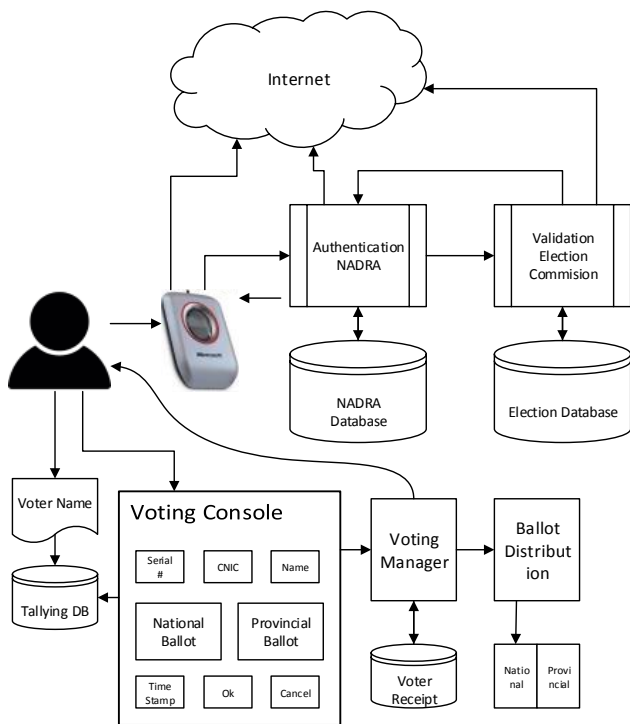 Internet
Authentication
NADRA
Validation
Election
Commision
NADRA
Database
Election Database
Voter Name
Tallying DB
Voting Console
Serial
#
CNIC
Name
National
Ballot
Provincial
Ballot
Time
Stamp
Ok
Cancel
Voting
Manager
Voter
Receipt
Ballot
Distribut
ion
Natio
nal
Provi
ncial